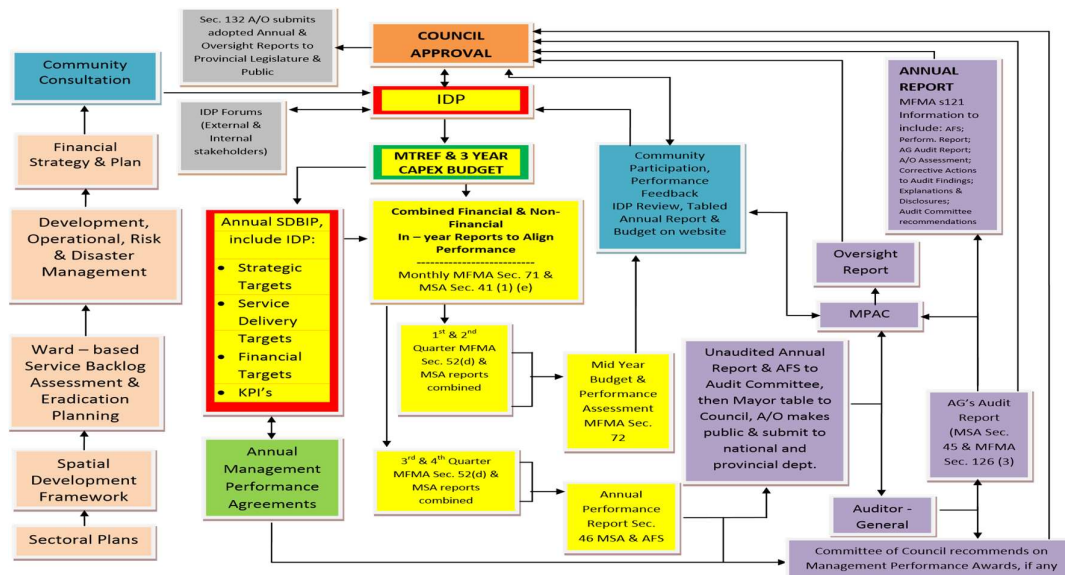 Sec. 132 A/O submits
adopted Annual &
Oversight Reports to
Provincial Legislature &
Public
COUNCIL
APPROVAL
Community
Consultation
IDP
IDP Forums
(External &
Internal
stakeholders)
ANNUAL
REPORT
MFMA s121
Information to
include: AFS;
Perform. Report;
AG Audit Report;
A/O Assessment;
Corrective Actions
to Audit Findings;
Explanations &
Disclosures;
Audit Committee
recommendations
Financial
Strategy & Plan
MTREF & 3 YEAR
CAPEX BUDGET
Community
Participation,
Performance
Feedback
IDP Review, Tabled
Annual Report &
Budget on website
Development,
Operational, Risk
& Disaster
Management
Annual SDBIP,
include IDP:
• Strategic
Targets
• Service
Delivery
Targets
• Financial
Targets
• KPI's
Combined Financial & Non-
Financial
In – year Reports to Align
Performance
--------------------------
Monthly MFMA Sec. 71 &
MSA Sec. 41 (1) (e)
Oversight
Report
MPAC
Ward – based
Service Backlog
Assessment &
Eradication
Planning
1st & 2nd
Quarter MFMA
Sec. 52(d) &
MSA reports
combined
Mid Year
Budget &
Performance
Assessment
MFMA Sec.
72
Unaudited Annual
Report & AFS to
Audit Committee,
then Mayor table to
Council, A/O makes
public & submit to
national and
provincial dept.
AG's Audit
Report
(MSA Sec.
45 & MFMA
Sec. 126 (3)
Spatial
Development
Framework
Annual
Management
Performance
Agreements
3rd & 4th Quarter
MFMA Sec. 52(d) &
MSA reports
combined
Annual
Performance
Report Sec.
46 MSA & AFS
Auditor -
General
Sectoral Plans
Committee of Council recommends on
Management Performance Awards, if any